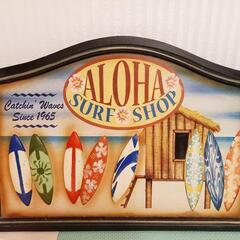 ALOHA
SURF SHOP
Catchin' Waves
Since 1965